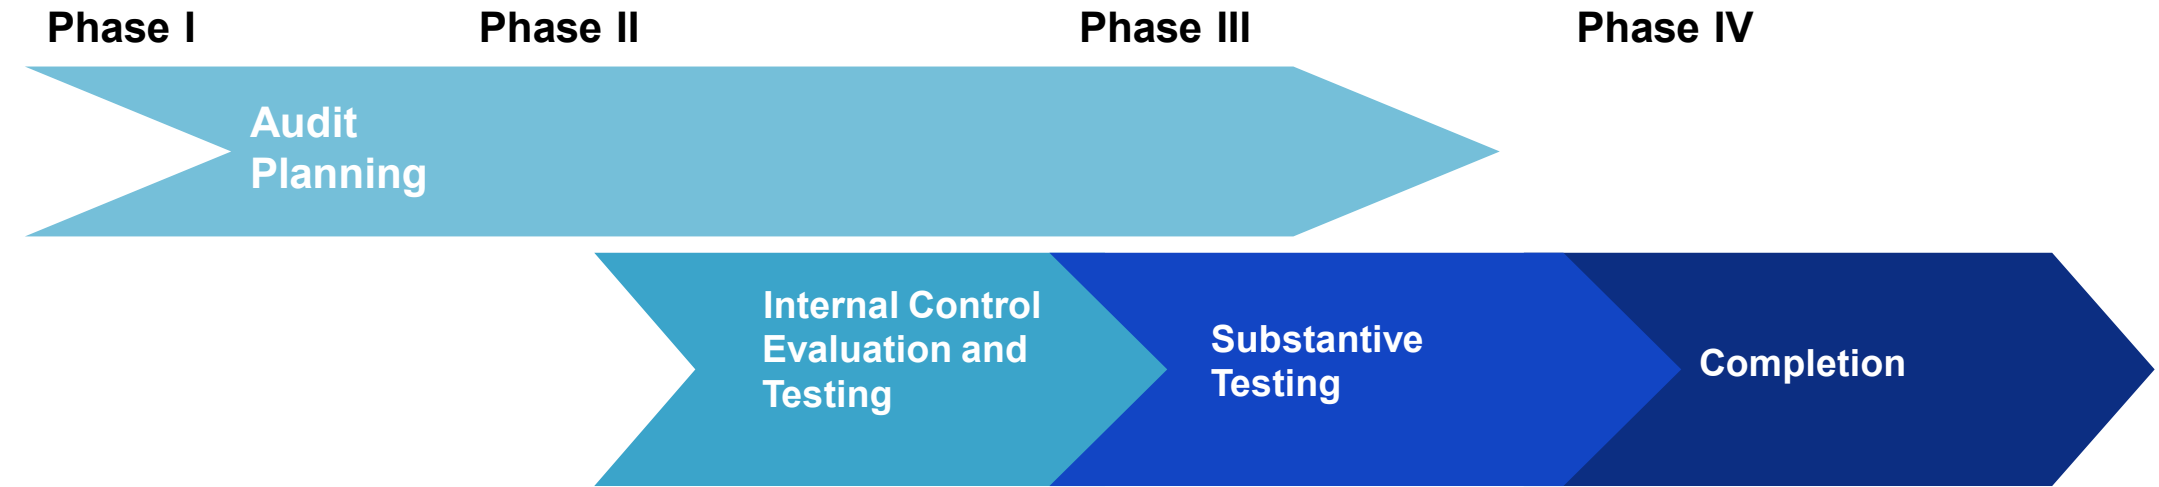 Phase I
Phase II
Phase III
Phase IV
Audit
Planning
Internal Control
Evaluation and
Testing
Substantive
Testing
Completion